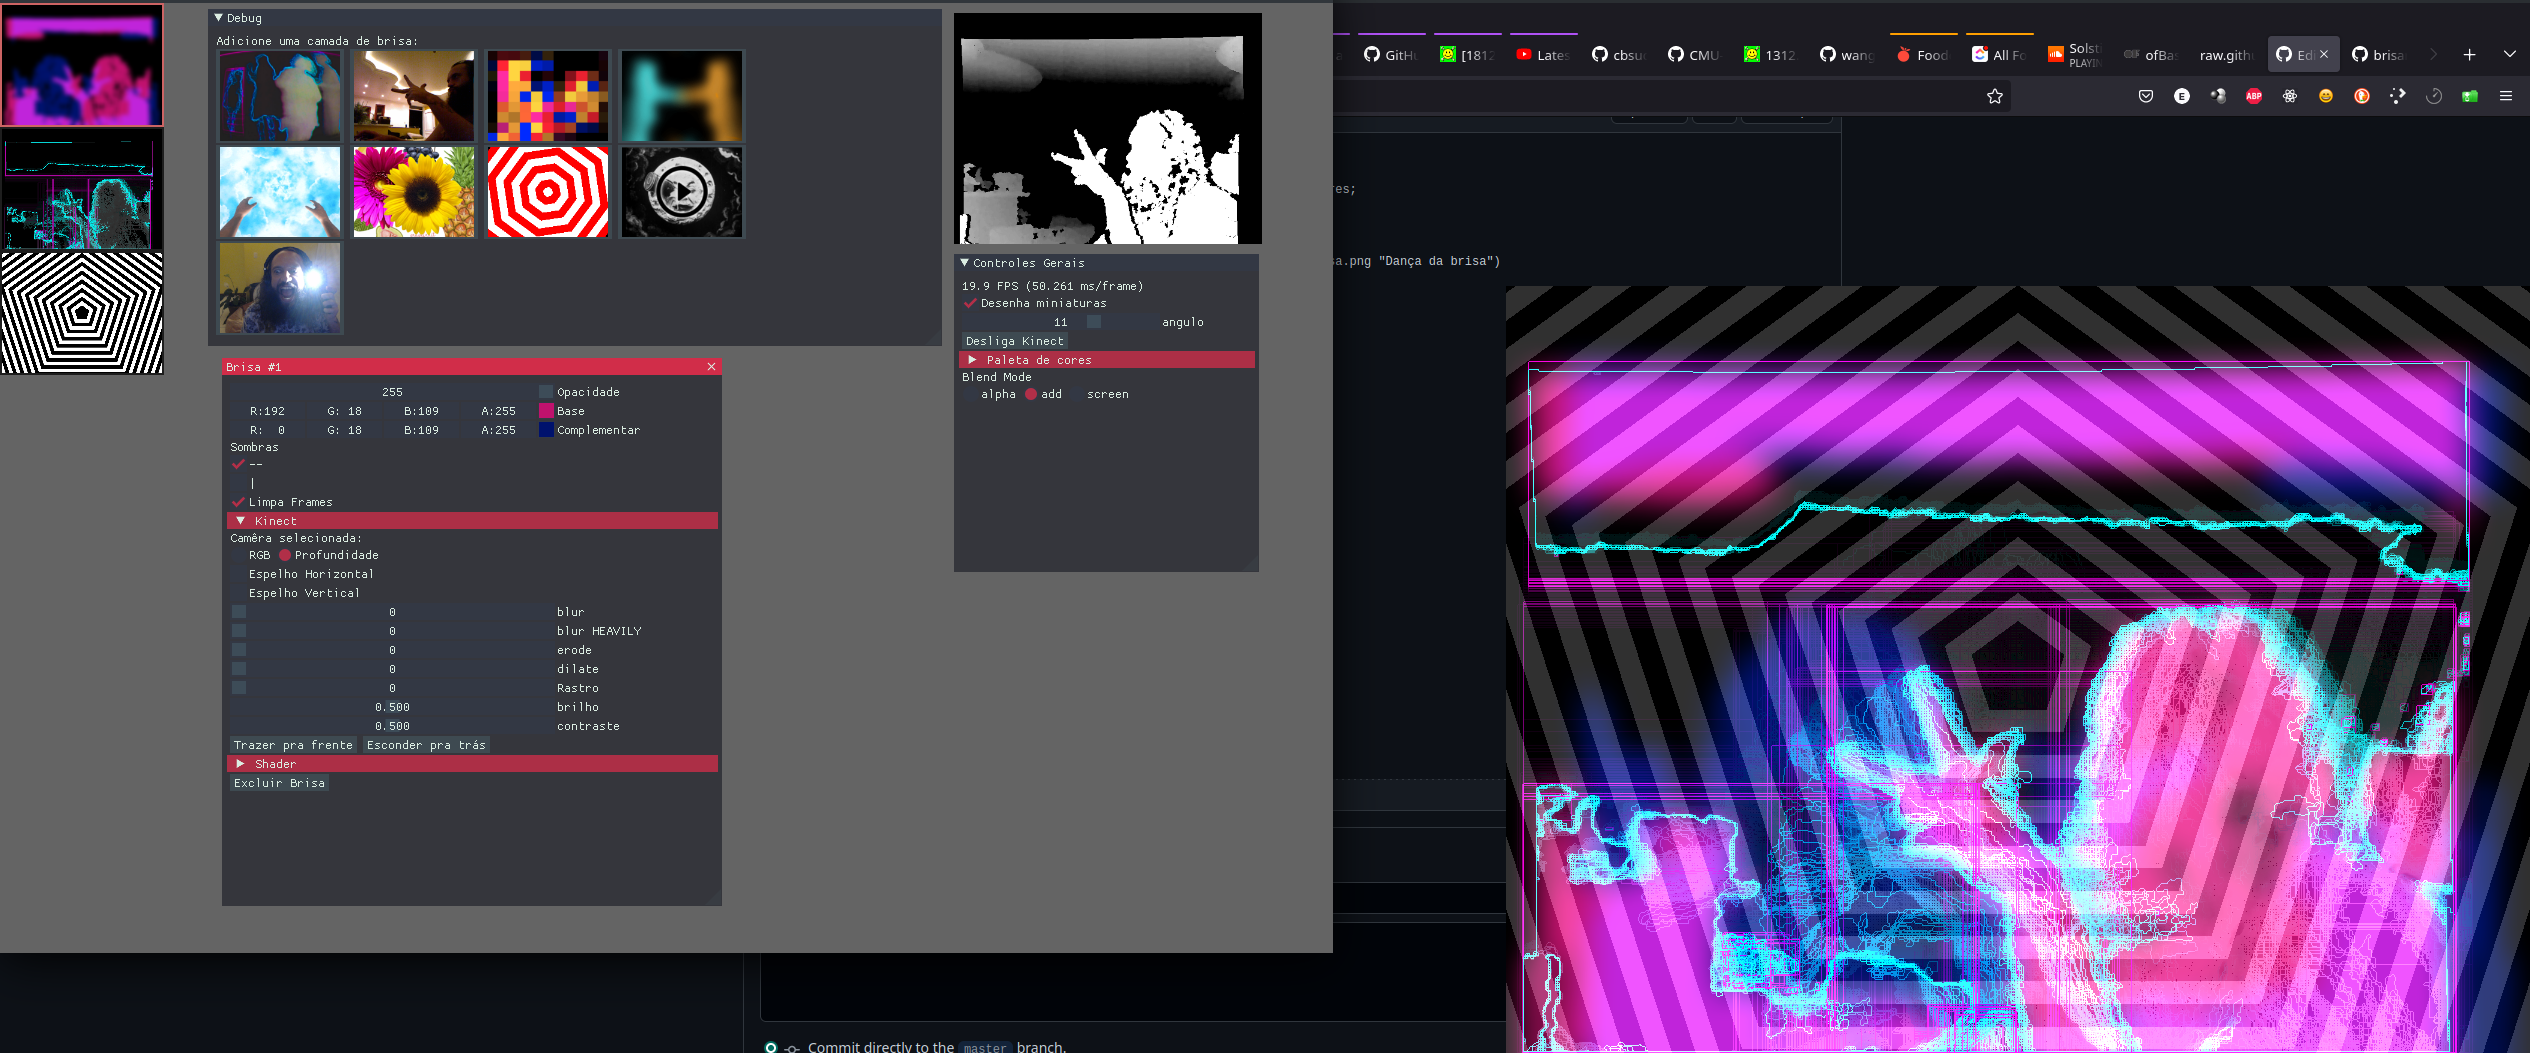 Debug
Adicione uma camada de brisa:
Brisa #1
255 Opacidade
R:192 G: 18 B:109 A:255 Base
R: 0 G: 18 B:109 A:255 Complementar
Sombras
--
|
Limpa Frames
Kinect
Camêra selecionada:
RGB Profundidade
Espelho Horizontal
Espelho Vertical
0 blur
0 blur HEAVILY
0 erode
0 dilate
0 Rastro
0.500 brilho
0.500 contraste
Trazer pra frente Esconder pra trás
Shader
Excluir Brisa
Controles Gerais
19.9 FPS (50.261 ms/frame)
Desenha miniaturas
11 angulo
Desliga Kinect
Paleta de cores
Blend Mode
alpha add screen
GitHu [1812. Lates cbsu CMU- 1312. wang Food All Fo Solsti ofBas raw.gith Ed brisa
PLAYIN
E ABP
es;
a.png "Dança da brisa")
Commit directly to the master branch.